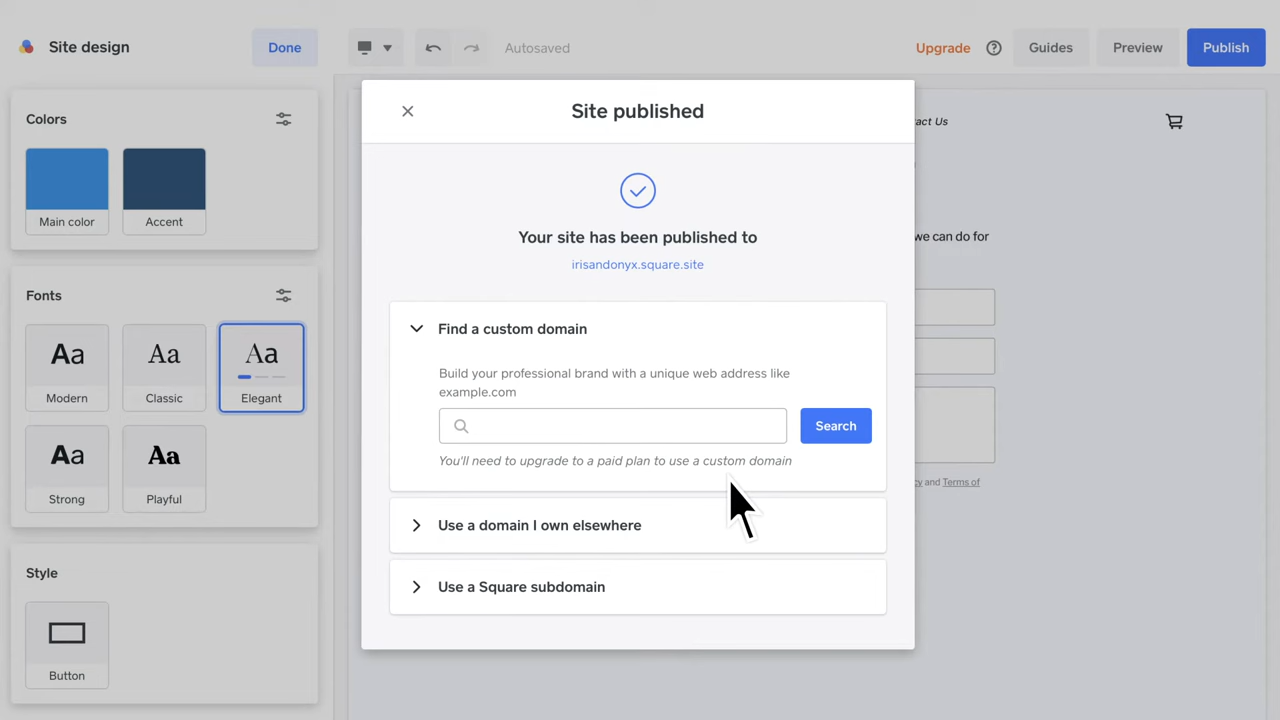 Site design
Done
Autosaved
Upgrade
Guides
Preview
Publish
Colors
Main color
Accent
Fonts
Aa
Modern
Aa
Classic
Aa
Elegant
Aa
Strong
Aa
Playful
Style
Button
Site published
Your site has been published to
irisandonyx.square.site
Find a custom domain
Build your professional brand with a unique web address like
example.com
Search
You'll need to upgrade to a paid plan to use a custom domain
Use a domain I own elsewhere
Use a Square subdomain
act Us
we can do for
cy and Terms of